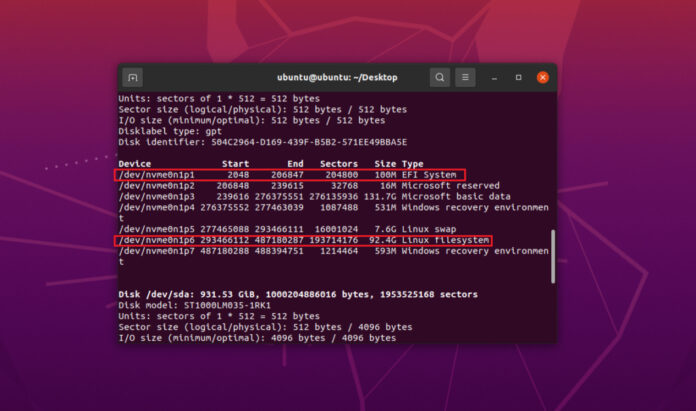 ubuntu@ubuntu: ~/Desktop
Units: sectors of 1 * 512 = 512 bytes
Sector size (logical/physical): 512 bytes / 512 bytes
I/O size (minimum/optimal): 512 bytes / 512 bytes
Disklabel type: gpt
Disk identifier: 504C2964-D169-439F-B5B2-571EE49BBA5E
Device Start End Sectors Size Type
/dev/nvme0n1p1 2048 206847 204800 100M EFI System
/dev/nvme0n1p2 206848 239615 32768 16M Microsoft reserved
/dev/nvme0n1p3 239616 276375551 276135936 131.7G Microsoft basic data
/dev/nvme0n1p4 276375552 277463039 1087488 531M Windows recovery environmen
t
/dev/nvme0n1p5 277465088 293466111 16001024 7.6G Linux swap
/dev/nvme0n1p6 293466112 487180287 193714176 92.4G Linux filesystem
/dev/nvme0n1p7 487180288 488394751 1214464 593M Windows recovery environmen
t
Disk /dev/sda: 931.53 GiB, 1000204886016 bytes, 1953525168 sectors
Disk model: ST1000LM035-1RK1
Units: sectors of 1 * 512 = 512 bytes
Sector size (logical/physical): 512 bytes / 4096 bytes
I/O size (minimum/optimal): 4096 bytes / 4096 bytes